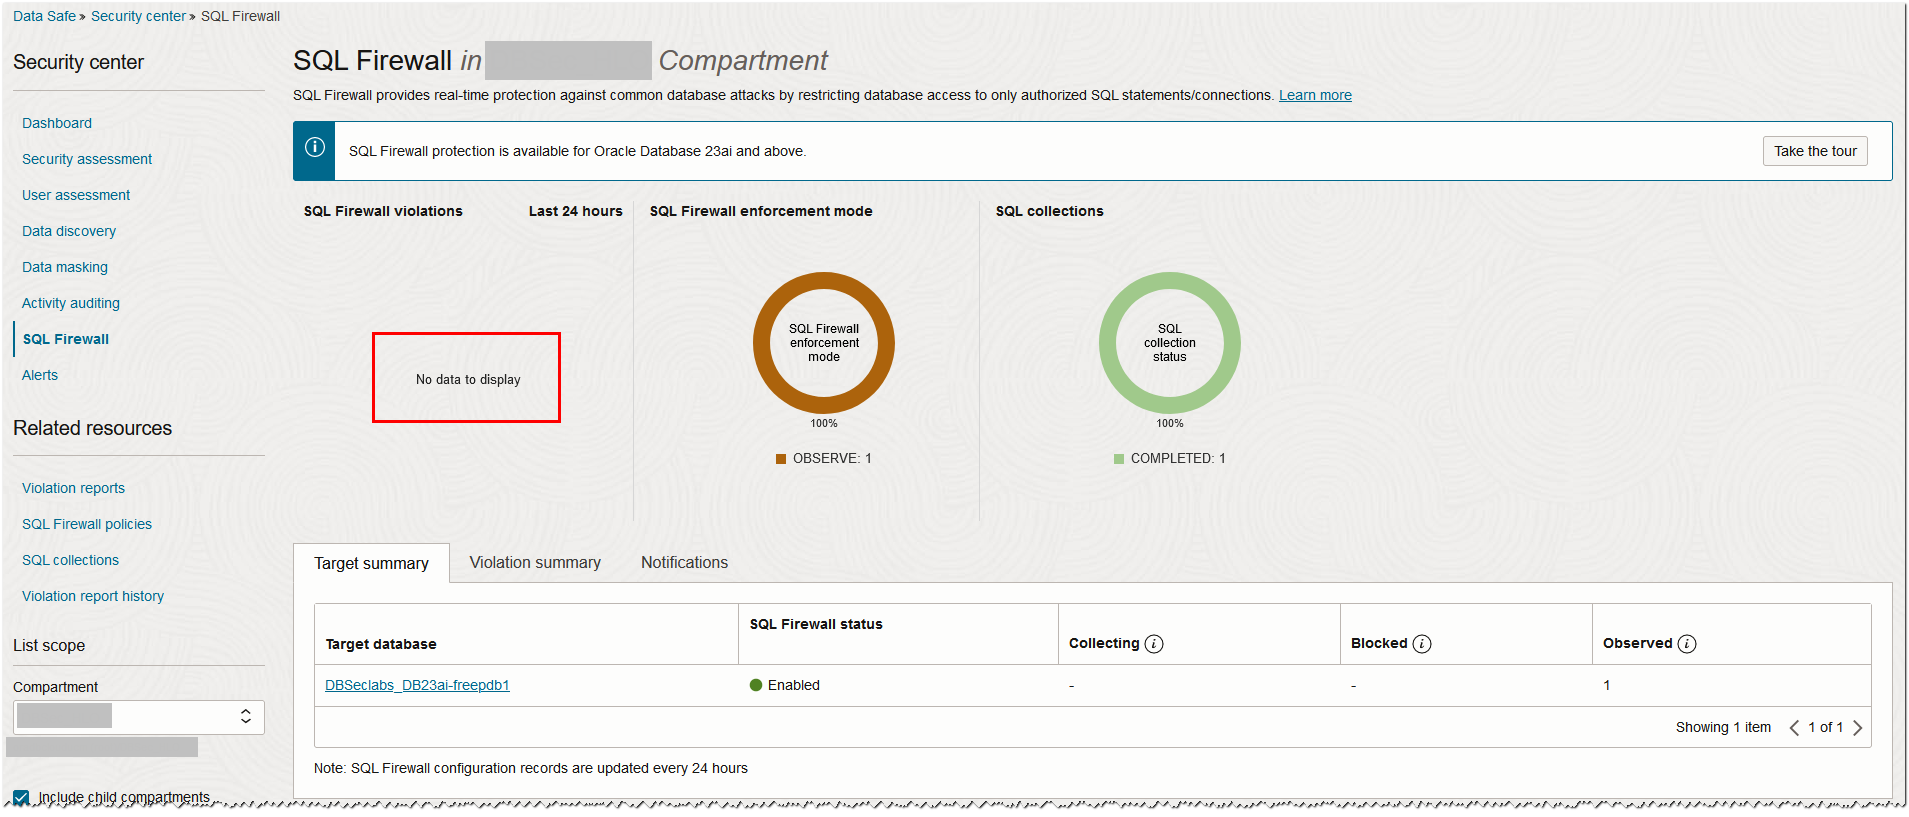 Data Safe » Security center » SQL Firewall
Security center
Dashboard
Security assessment
User assessment
Data discovery
Data masking
Activity auditing
SQL Firewall
Alerts
Related resources
Violation reports
SQL Firewall policies
SQL collections
Violation report history
List scope
Compartment
Include child compartments
SQL Firewall in Compartment
SQL Firewall provides real-time protection against common database attacks by restricting database access to only authorized SQL statements/connections. Learn more
SQL Firewall protection is available for Oracle Database 23ai and above.
Take the tour
SQL Firewall violations Last 24 hours
No data to display
SQL Firewall enforcement mode
SQL Firewall
enforcement
mode
100%
OBSERVE: 1
SQL collections
SQL
collection
status
100%
COMPLETED: 1
Target summary Violation summary Notifications
Target database SQL Firewall status Collecting Blocked Observed
DBSeclabs_DB23ai-freepdb1 Enabled - - 1
Showing 1 item 1 of 1
Note: SQL Firewall configuration records are updated every 24 hours